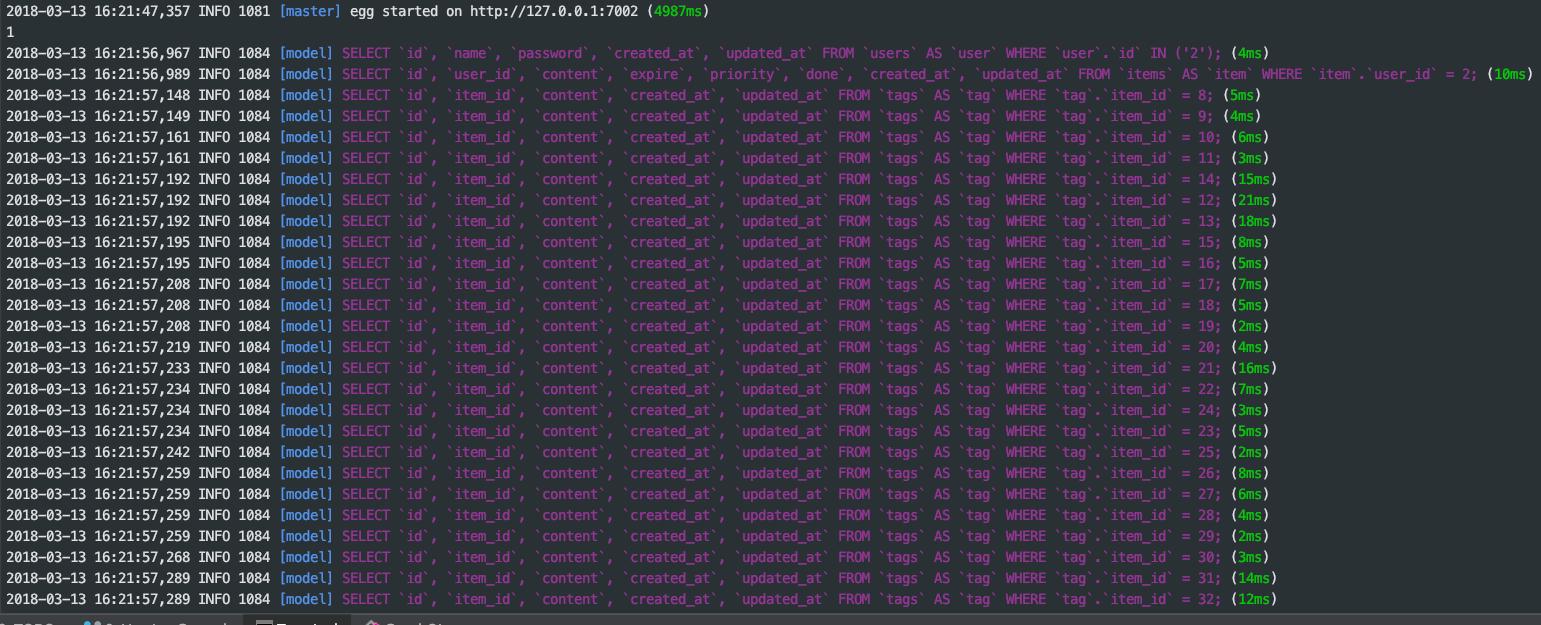 2018-03-13 16:21:47,357 INFO 1081 [master] egg started on http://127.0.0.1:7002 (4987ms)
1
2018-03-13 16:21:56,967 INFO 1084 [model] SELECT `id`, `name`, `password`, `created_at`, `updated_at` FROM `users` AS `user` WHERE `user`.`id` IN ('2'); (4ms)
2018-03-13 16:21:56,989 INFO 1084 [model] SELECT `id`, `user_id`, `content`, `expire`, `priority`, `done`, `created_at`, `updated_at` FROM `items` AS `item` WHERE `item`.`user_id` = 2; (10ms)
2018-03-13 16:21:57,148 INFO 1084 [model] SELECT `id`, `item_id`, `content`, `created_at`, `updated_at` FROM `tags` AS `tag` WHERE `tag`.`item_id` = 8; (5ms)
2018-03-13 16:21:57,149 INFO 1084 [model] SELECT `id`, `item_id`, `content`, `created_at`, `updated_at` FROM `tags` AS `tag` WHERE `tag`.`item_id` = 9; (4ms)
2018-03-13 16:21:57,161 INFO 1084 [model] SELECT `id`, `item_id`, `content`, `created_at`, `updated_at` FROM `tags` AS `tag` WHERE `tag`.`item_id` = 10; (6ms)
2018-03-13 16:21:57,161 INFO 1084 [model] SELECT `id`, `item_id`, `content`, `created_at`, `updated_at` FROM `tags` AS `tag` WHERE `tag`.`item_id` = 11; (3ms)
2018-03-13 16:21:57,192 INFO 1084 [model] SELECT `id`, `item_id`, `content`, `created_at`, `updated_at` FROM `tags` AS `tag` WHERE `tag`.`item_id` = 14; (15ms)
2018-03-13 16:21:57,192 INFO 1084 [model] SELECT `id`, `item_id`, `content`, `created_at`, `updated_at` FROM `tags` AS `tag` WHERE `tag`.`item_id` = 12; (21ms)
2018-03-13 16:21:57,192 INFO 1084 [model] SELECT `id`, `item_id`, `content`, `created_at`, `updated_at` FROM `tags` AS `tag` WHERE `tag`.`item_id` = 13; (18ms)
2018-03-13 16:21:57,195 INFO 1084 [model] SELECT `id`, `item_id`, `content`, `created_at`, `updated_at` FROM `tags` AS `tag` WHERE `tag`.`item_id` = 15; (8ms)
2018-03-13 16:21:57,195 INFO 1084 [model] SELECT `id`, `item_id`, `content`, `created_at`, `updated_at` FROM `tags` AS `tag` WHERE `tag`.`item_id` = 16; (5ms)
2018-03-13 16:21:57,208 INFO 1084 [model] SELECT `id`, `item_id`, `content`, `created_at`, `updated_at` FROM `tags` AS `tag` WHERE `tag`.`item_id` = 17; (7ms)
2018-03-13 16:21:57,208 INFO 1084 [model] SELECT `id`, `item_id`, `content`, `created_at`, `updated_at` FROM `tags` AS `tag` WHERE `tag`.`item_id` = 18; (5ms)
2018-03-13 16:21:57,208 INFO 1084 [model] SELECT `id`, `item_id`, `content`, `created_at`, `updated_at` FROM `tags` AS `tag` WHERE `tag`.`item_id` = 19; (2ms)
2018-03-13 16:21:57,219 INFO 1084 [model] SELECT `id`, `item_id`, `content`, `created_at`, `updated_at` FROM `tags` AS `tag` WHERE `tag`.`item_id` = 20; (4ms)
2018-03-13 16:21:57,233 INFO 1084 [model] SELECT `id`, `item_id`, `content`, `created_at`, `updated_at` FROM `tags` AS `tag` WHERE `tag`.`item_id` = 21; (16ms)
2018-03-13 16:21:57,234 INFO 1084 [model] SELECT `id`, `item_id`, `content`, `created_at`, `updated_at` FROM `tags` AS `tag` WHERE `tag`.`item_id` = 22; (7ms)
2018-03-13 16:21:57,234 INFO 1084 [model] SELECT `id`, `item_id`, `content`, `created_at`, `updated_at` FROM `tags` AS `tag` WHERE `tag`.`item_id` = 24; (3ms)
2018-03-13 16:21:57,234 INFO 1084 [model] SELECT `id`, `item_id`, `content`, `created_at`, `updated_at` FROM `tags` AS `tag` WHERE `tag`.`item_id` = 23; (5ms)
2018-03-13 16:21:57,242 INFO 1084 [model] SELECT `id`, `item_id`, `content`, `created_at`, `updated_at` FROM `tags` AS `tag` WHERE `tag`.`item_id` = 25; (2ms)
2018-03-13 16:21:57,259 INFO 1084 [model] SELECT `id`, `item_id`, `content`, `created_at`, `updated_at` FROM `tags` AS `tag` WHERE `tag`.`item_id` = 26; (8ms)
2018-03-13 16:21:57,259 INFO 1084 [model] SELECT `id`, `item_id`, `content`, `created_at`, `updated_at` FROM `tags` AS `tag` WHERE `tag`.`item_id` = 27; (6ms)
2018-03-13 16:21:57,259 INFO 1084 [model] SELECT `id`, `item_id`, `content`, `created_at`, `updated_at` FROM `tags` AS `tag` WHERE `tag`.`item_id` = 28; (4ms)
2018-03-13 16:21:57,259 INFO 1084 [model] SELECT `id`, `item_id`, `content`, `created_at`, `updated_at` FROM `tags` AS `tag` WHERE `tag`.`item_id` = 29; (2ms)
2018-03-13 16:21:57,268 INFO 1084 [model] SELECT `id`, `item_id`, `content`, `created_at`, `updated_at` FROM `tags` AS `tag` WHERE `tag`.`item_id` = 30; (3ms)
2018-03-13 16:21:57,289 INFO 1084 [model] SELECT `id`, `item_id`, `content`, `created_at`, `updated_at` FROM `tags` AS `tag` WHERE `tag`.`item_id` = 31; (14ms)
2018-03-13 16:21:57,289 INFO 1084 [model] SELECT `id`, `item_id`, `content`, `created_at`, `updated_at` FROM `tags` AS `tag` WHERE `tag`.`item_id` = 32; (12ms)